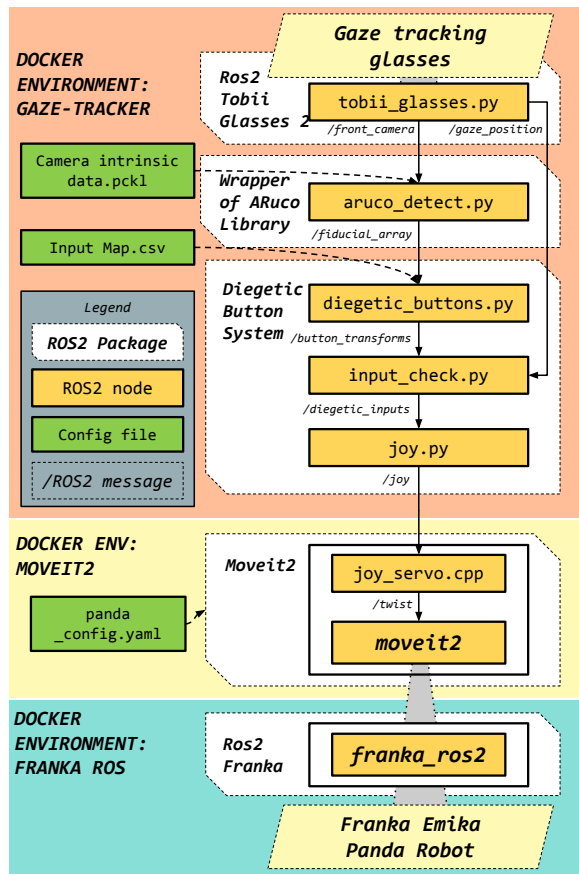 Gaze tracking
glasses
DOCKER
ENVIRONMENT:
GAZE-TRACKER
Ros2
Tobii
Glasses 2
tobii_glasses.py
/front_camera
/gaze_position
Camera intrinsic
data.pckl
Wrapper
of ARuco
Library
aruco_detect.py
/fiducial_array
Input Map.csv
Diegetic
Button
System
diegetic_buttons.py
/button_transforms
input_check.py
/diegetic_inputs
joy.py
/joy
Legend
ROS2 Package
ROS2 node
Config file
/ROS2 message
DOCKER ENV:
MOVEIT2
Moveit2
joy_servo.cpp
/twist
moveit2
panda
_config.yaml
DOCKER
ENVIRONMENT:
FRANKA ROS
Ros2
Franka
franka_ros2
Franka Emika
Panda Robot